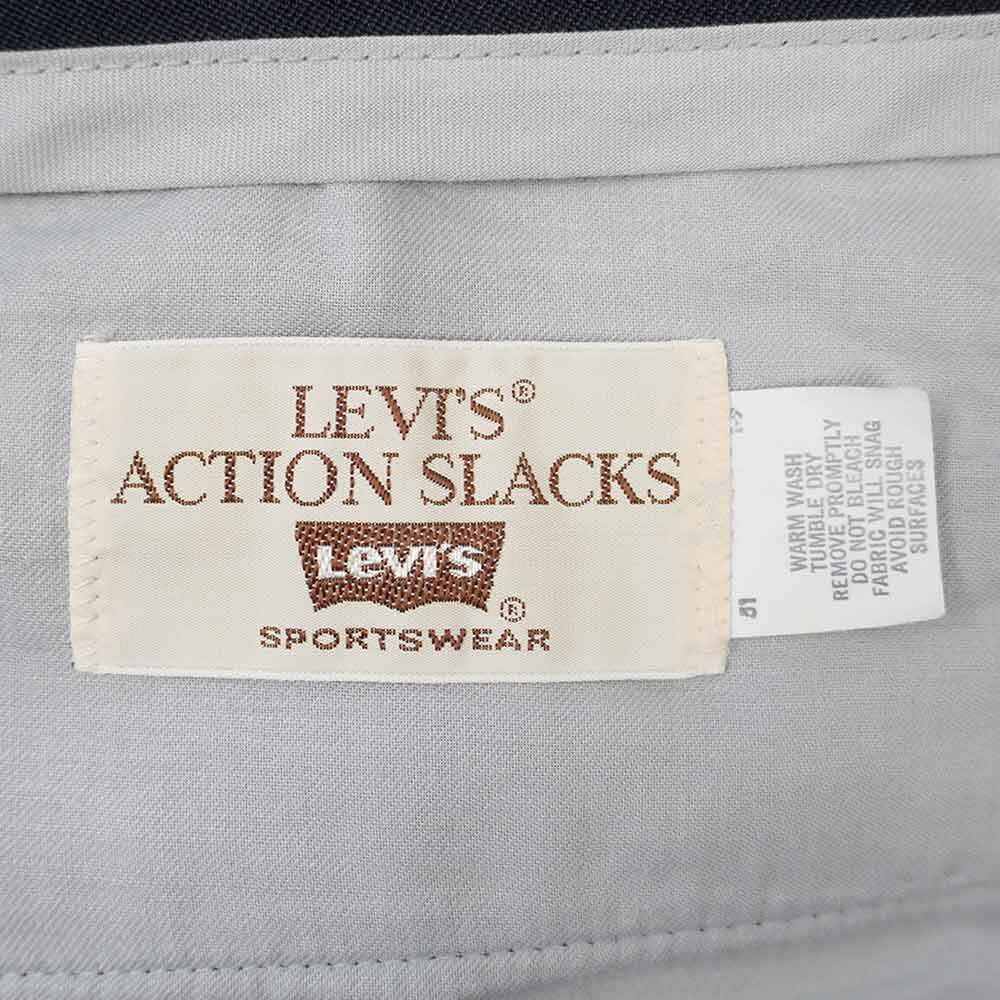 LEVI'S®
ACTION SLACKS
Levi's
®
SPORTSWEAR
WARM WASH
TUMBLE DRY
REMOVE PROMPTLY
DO NOT BLEACH
FABRIC WILL SNAG
AVOID ROUGH
SURFACES